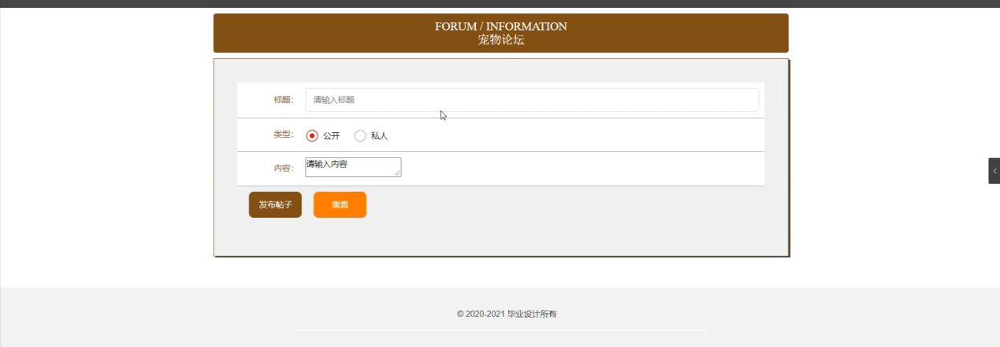 FORUM / INFORMATION
宠物论坛
标题： 请输入标题
类型： 公开 私人
内容： 请输入内容
发布帖子 重置
© 2020-2021 毕业设计所有